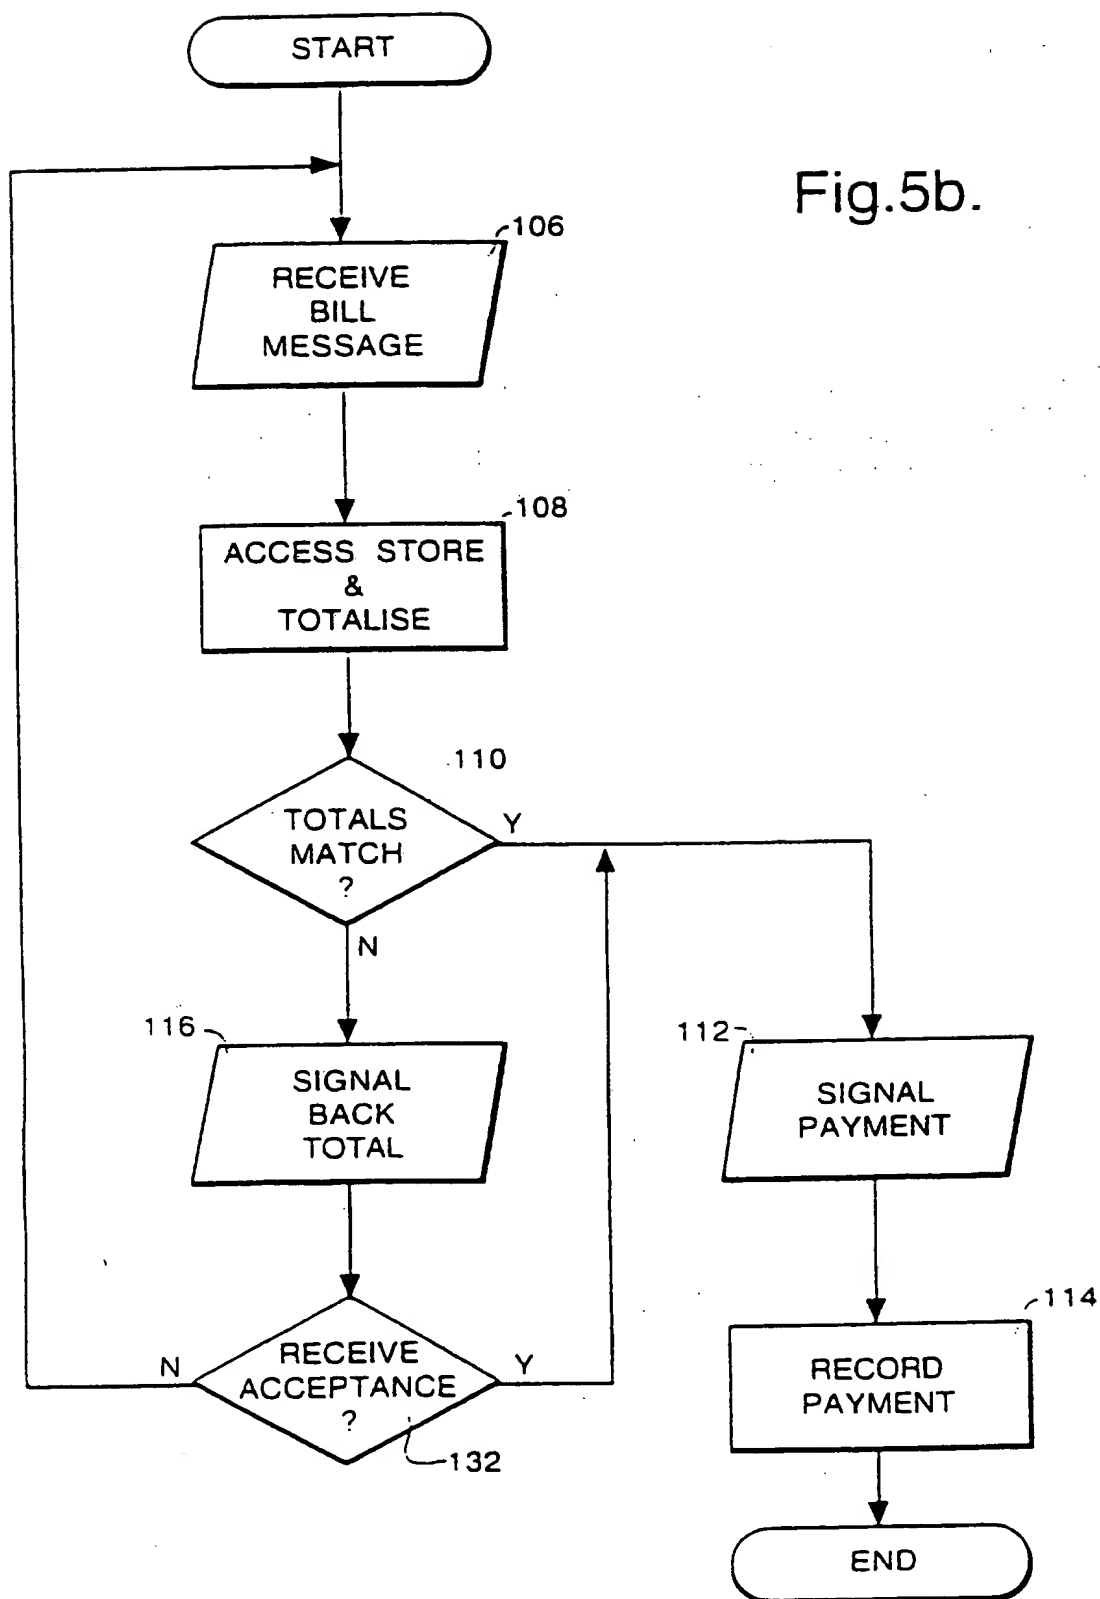 START
Fig.5b.
106
RECEIVE
BILL
MESSAGE
108
ACCESS STORE
&
TOTALISE
110
TOTALS
MATCH
?
Y
N
116
SIGNAL
BACK
TOTAL
112
SIGNAL
PAYMENT
114
RECORD
PAYMENT
N
RECEIVE
ACCEPTANCE
?
Y
132
END